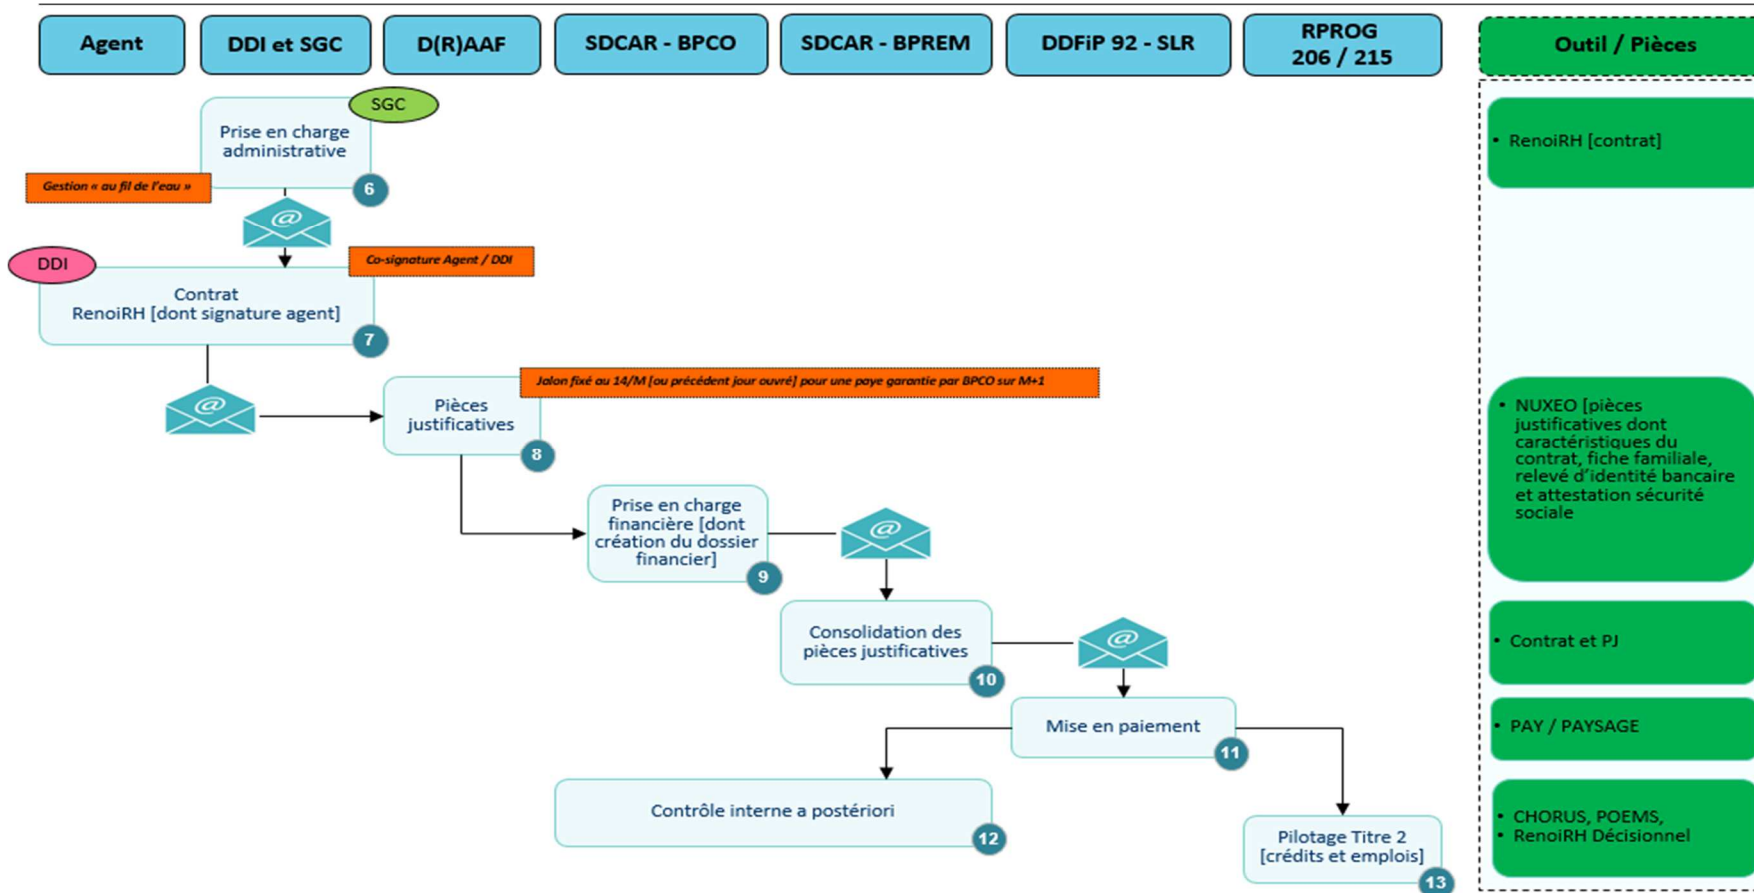 Agent
DDI et SGC
D(R)AAF
SDCAR - BPCO
SDCAR - BPREM
DDFiP 92 - SLR
RPROG
206 / 215
Outil / Pièces
SGC
Prise en charge
administrative
6
Gestion « au fil de l'eau »
@
• RenoiRH [contrat]
DDI
Co-signature Agent / DDI
Contrat
RenoiRH [dont signature agent]
7
@
Jalon fixé au 14/M [ou précédent jour ouvré] pour une paye garantie par BPCO sur M+1
Pièces
justificatives
8
• NUXEO [pièces
justificatives dont
caractéristiques du
contrat, fiche familiale,
relevé d'identité bancaire
et attestation sécurité
sociale
Prise en charge
financière [dont
création du dossier
financier]
9
@
Consolidation des
pièces justificatives
10
@
• Contrat et PJ
Mise en paiement
11
• PAY / PAYSAGE
Contrôle interne a postériori
12
Pilotage Titre 2
[crédits et emplois]
13
• CHORUS, POEMS,
• RenoiRH Décisionnel